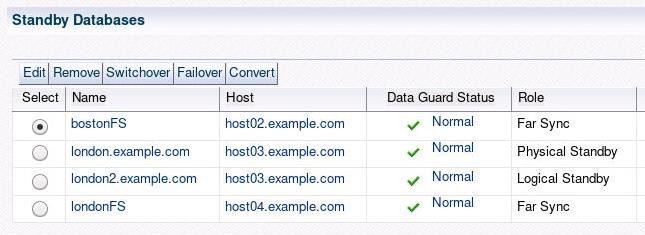 Standby Databases
Edit Remove Switchover Failover Convert
Select Name Host Data Guard Status Role
bostonFS host02.example.com Normal Far Sync
london.example.com host03.example.com Normal Physical Standby
london2.example.com host03.example.com Normal Logical Standby
londonFS host04.example.com Normal Far Sync